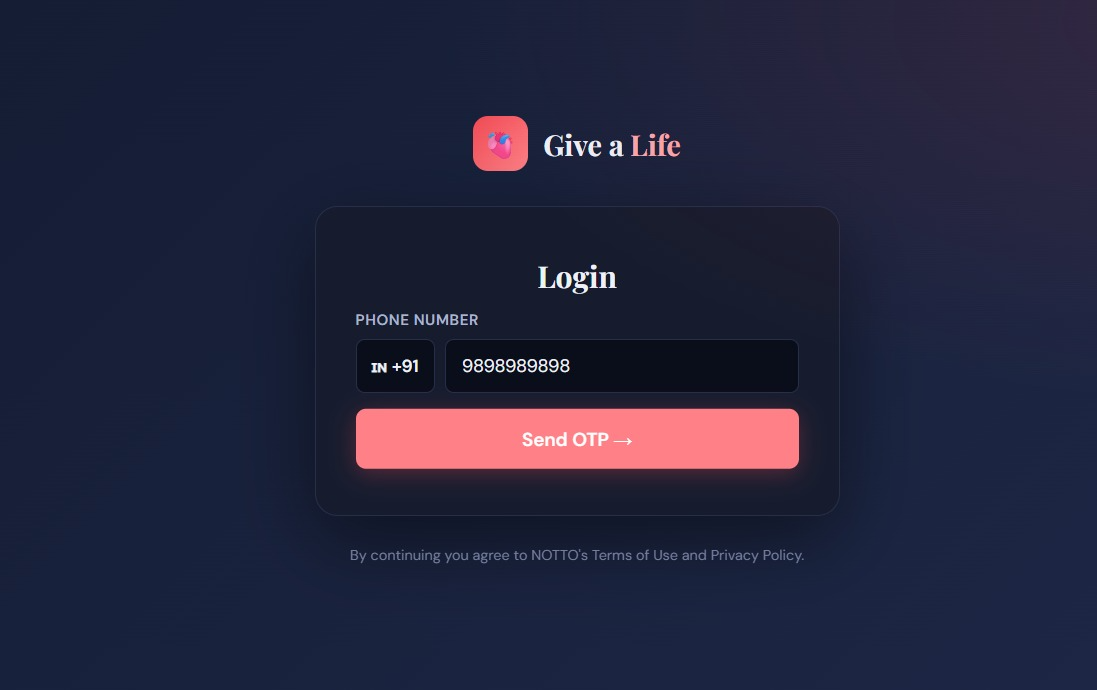 Give a Life
Login
PHONE NUMBER
IN +91
9898989898
Send OTP →
By continuing you agree to NOTTO's Terms of Use and Privacy Policy.